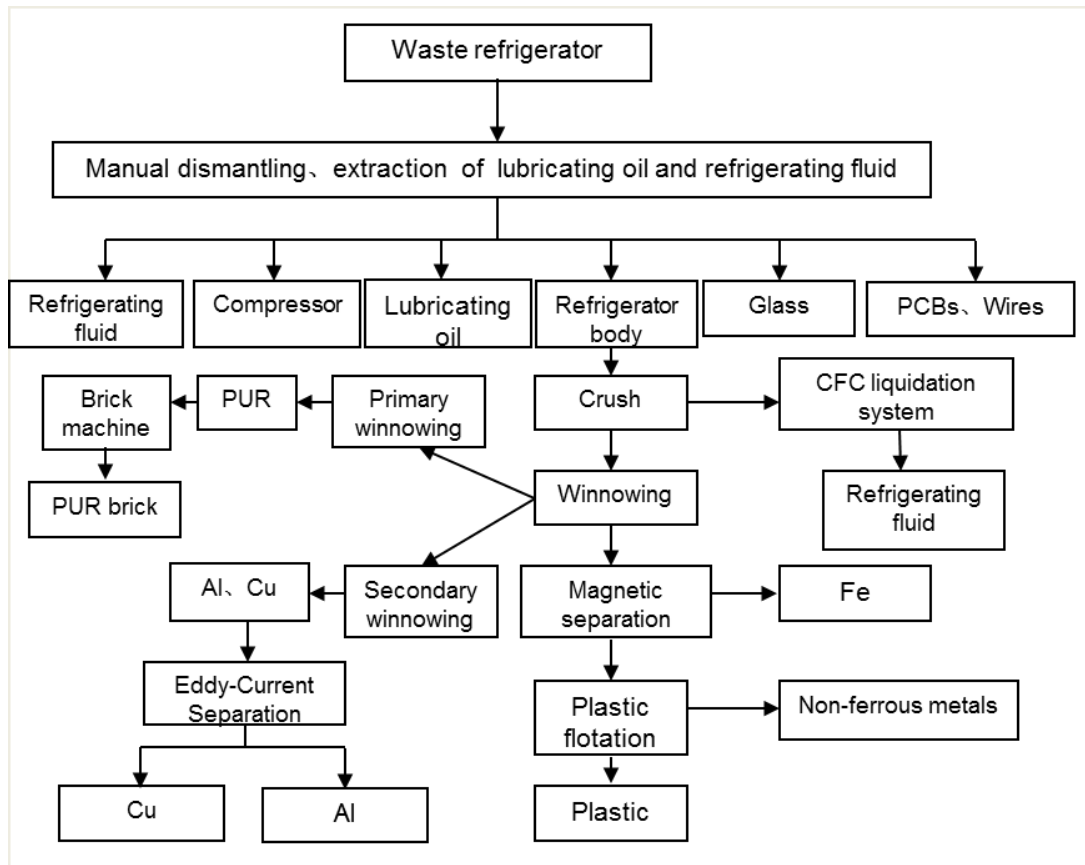 Waste refrigerator
Manual dismantling、extraction of lubricating oil and refrigerating fluid
Refrigerating
fluid
Compressor
Lubricating
oil
Refrigerator
body
Glass
PCBs、Wires
Brick
machine
PUR
Primary
winnowing
Crush
CFC liquidation
system
PUR brick
Winnowing
Refrigerating
fluid
Al、Cu
Secondary
winnowing
Magnetic
separation
Fe
Eddy-Current
Separation
Plastic
flotation
Non-ferrous metals
Cu
Al
Plastic